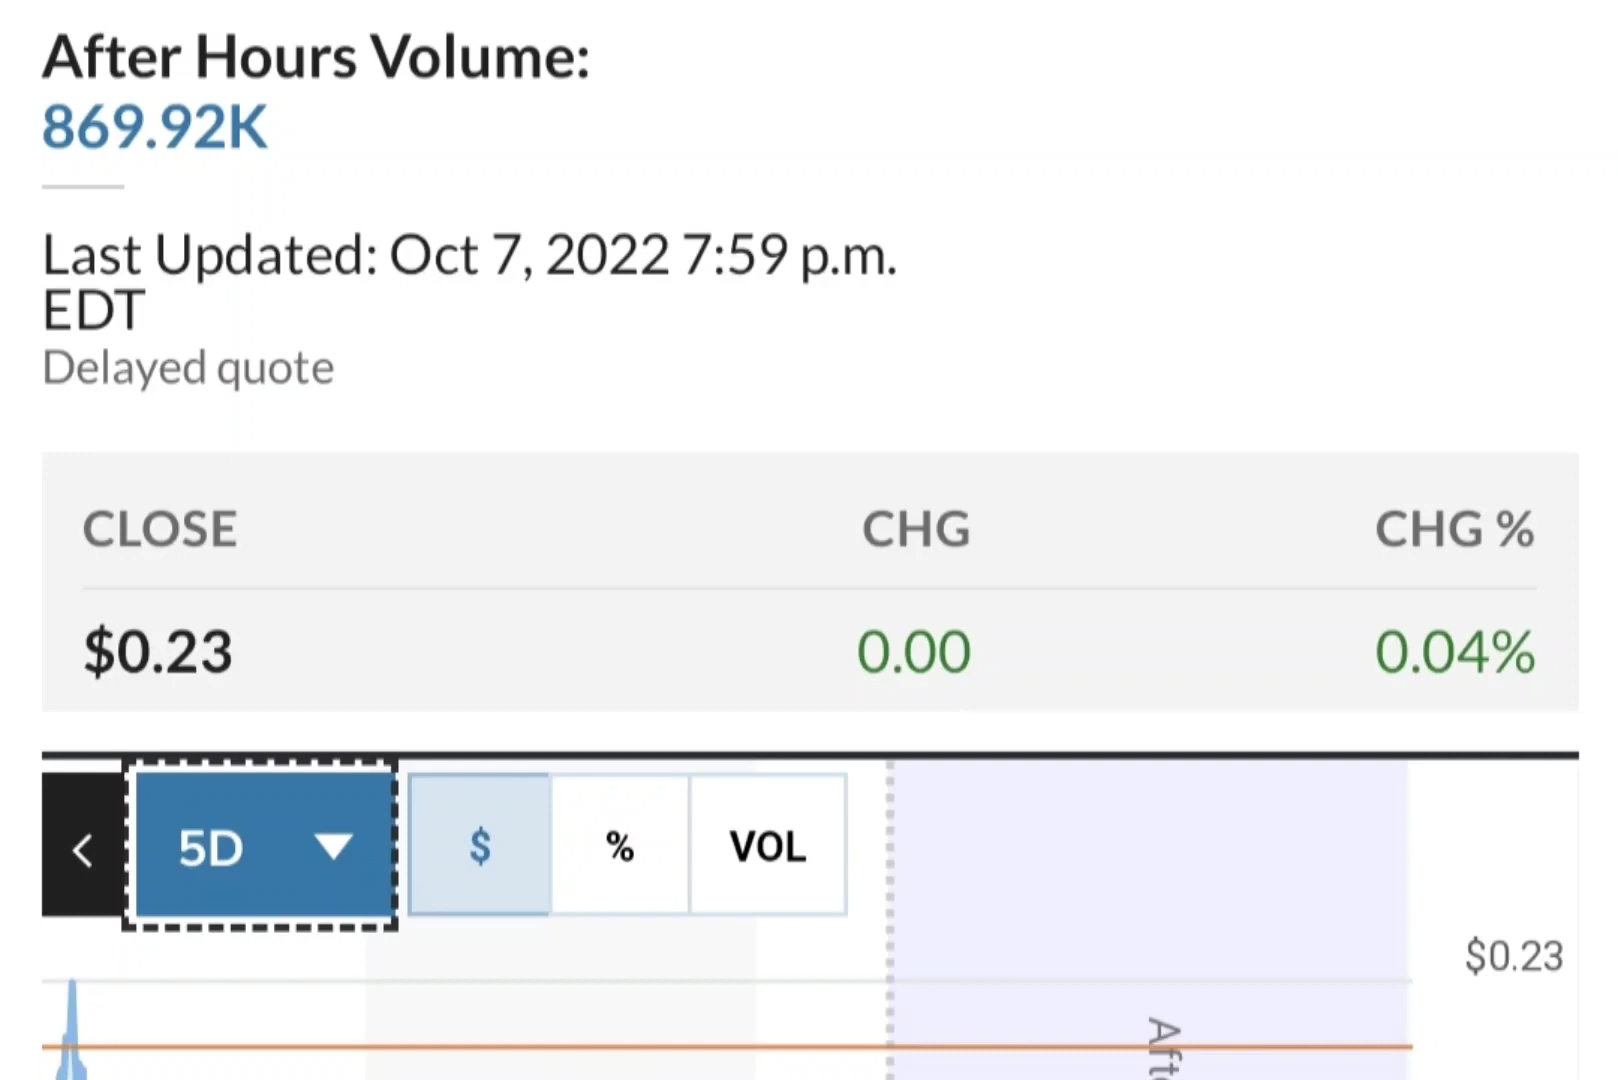 After Hours Volume:
869.92K
Last Updated: Oct 7, 2022 7:59 p.m.
EDT
Delayed quote
CLOSE CHG CHG %
$0.23 0.00 0.04%
5D $ % VOL
$0.23